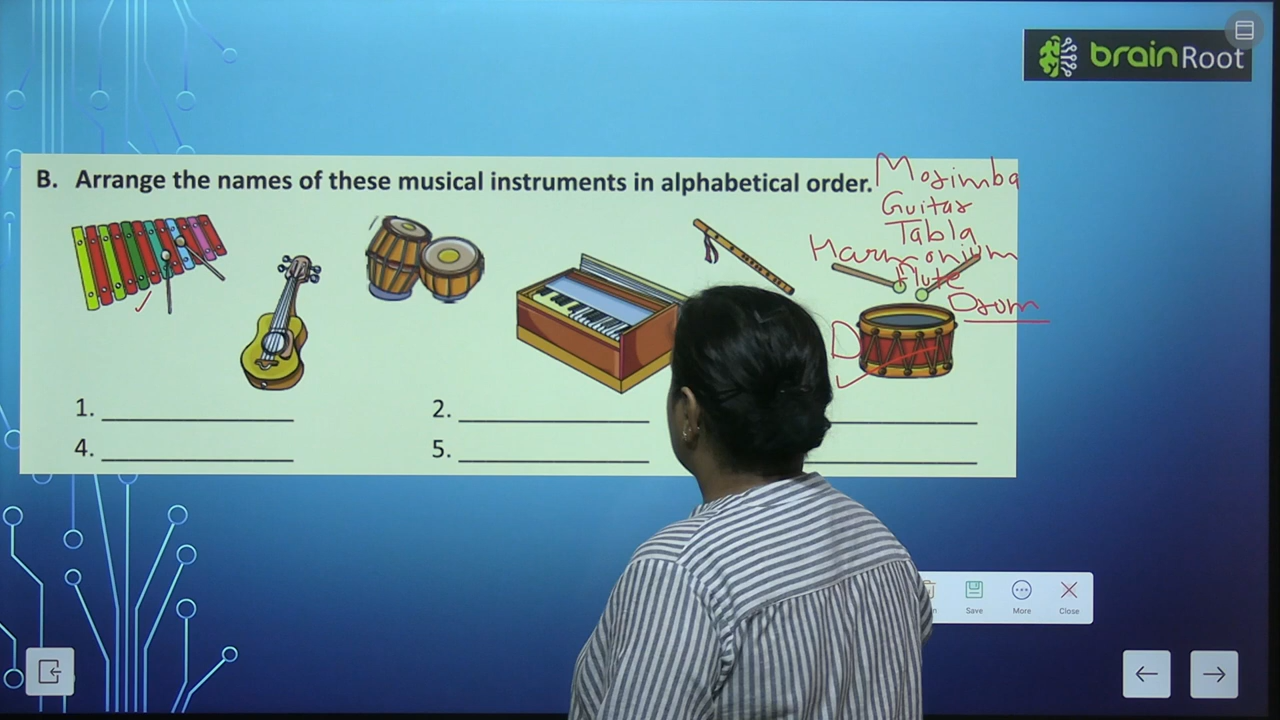 brainRoot
B. Arrange the names of these musical instruments in alphabetical order.
Morimba
Guitar
Tabla
Harmonium
Flute
Drum
D
1. 
2. 
4. 
5. 
Save
More
Close